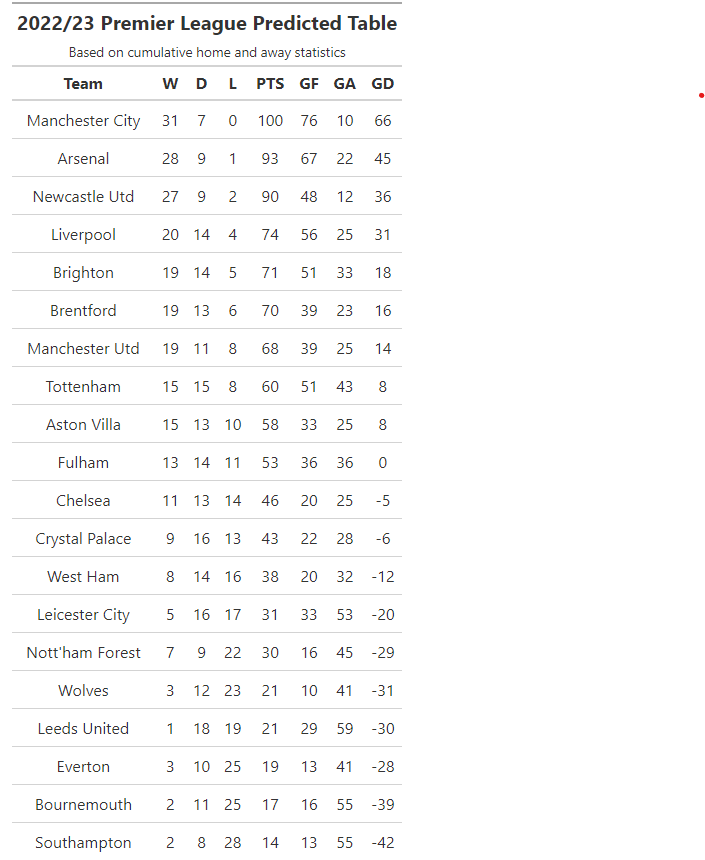 2022/23 Premier League Predicted Table
Based on cumulative home and away statistics
Team W D L PTS GF GA GD
Manchester City 31 7 0 100 76 10 66
Arsenal 28 9 1 93 67 22 45
Newcastle Utd 27 9 2 90 48 12 36
Liverpool 20 14 4 74 56 25 31
Brighton 19 14 5 71 51 33 18
Brentford 19 13 6 70 39 23 16
Manchester Utd 19 11 8 68 39 25 14
Tottenham 15 15 8 60 51 43 8
Aston Villa 15 13 10 58 33 25 8
Fulham 13 14 11 53 36 36 0
Chelsea 11 13 14 46 20 25 -5
Crystal Palace 9 16 13 43 22 28 -6
West Ham 8 14 16 38 20 32 -12
Leicester City 5 16 17 31 33 53 -20
Nott'ham Forest 7 9 22 30 16 45 -29
Wolves 3 12 23 21 10 41 -31
Leeds United 1 18 19 21 29 59 -30
Everton 3 10 25 19 13 41 -28
Bournemouth 2 11 25 17 16 55 -39
Southampton 2 8 28 14 13 55 -42